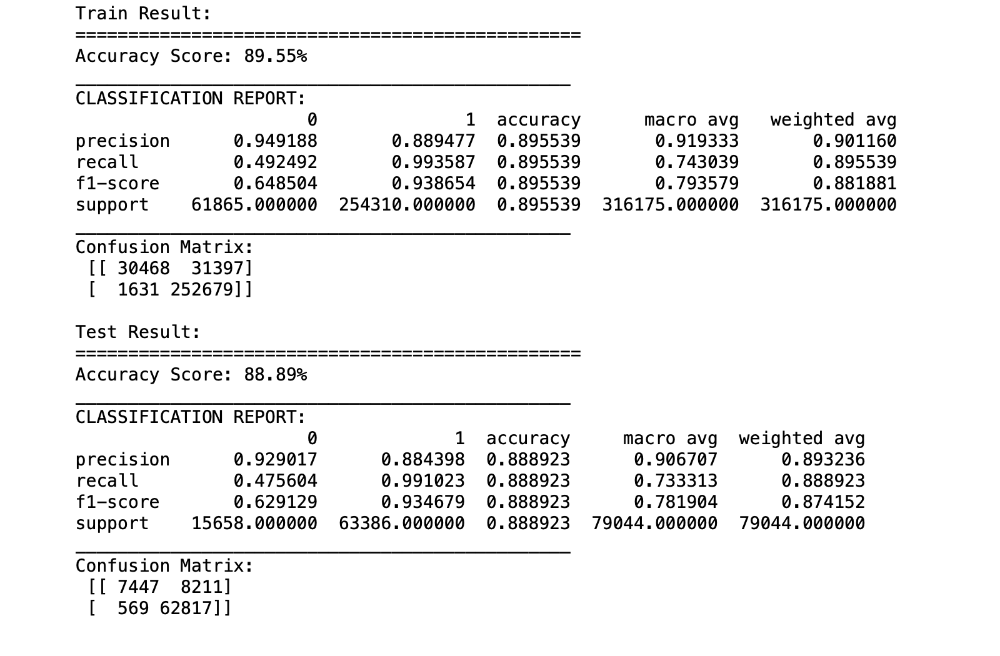 Train Result:
================================================
Accuracy Score: 89.55%
_______________________________________________
CLASSIFICATION REPORT:
                      0              1  accuracy      macro avg   weighted avg
precision      0.949188       0.889477  0.895539       0.919333       0.901160
recall         0.492492       0.993587  0.895539       0.743039       0.895539
f1-score       0.648504       0.938654  0.895539       0.793579       0.881881
support    61865.000000  254310.000000  0.895539  316175.000000  316175.000000
_______________________________________________
Confusion Matrix:
 [[ 30468  31397]
 [  1631 252679]]

Test Result:
================================================
Accuracy Score: 88.89%
_______________________________________________
CLASSIFICATION REPORT:
                      0             1  accuracy     macro avg  weighted avg
precision      0.929017      0.884398  0.888923      0.906707      0.893236
recall         0.475604      0.991023  0.888923      0.733313      0.888923
f1-score       0.629129      0.934679  0.888923      0.781904      0.874152
support    15658.000000  63386.000000  0.888923  79044.000000  79044.000000
_______________________________________________
Confusion Matrix:
 [[ 7447  8211]
 [  569 62817]]